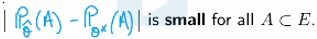 | ℙ_θ̂(A) - ℙ_θ*(A)| is small for all A ⊂ E.